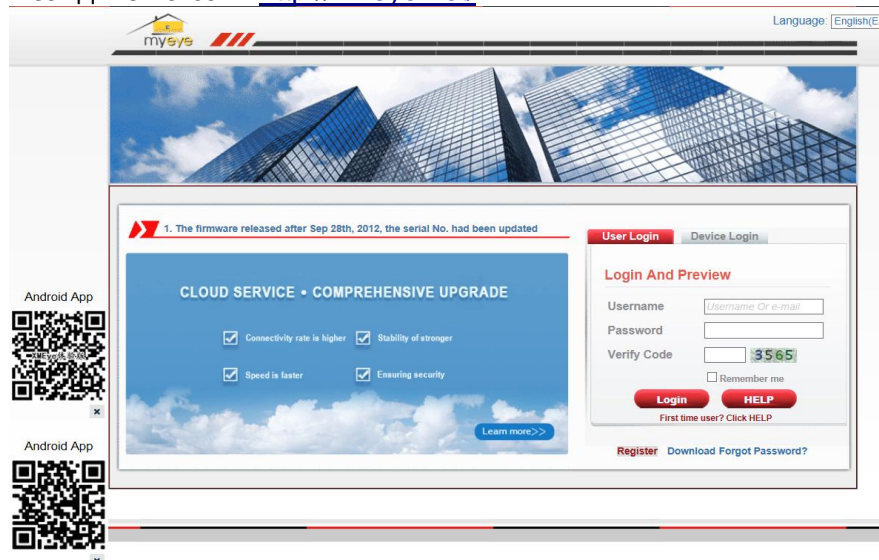 Language: English(E
myeye
1. The firmware released after Sep 28th, 2012, the serial No. had been updated
User Login
Device Login
CLOUD SERVICE • COMPREHENSIVE UPGRADE
Connectivity rate is higher
Stability of stronger
Speed is faster
Ensuring security
Learn more>>
Login And Preview
Username
Username Or e-mail
Password
Verify Code
3565
Remember me
Login
HELP
First time user? Click HELP
Register
Download Forgot Password?
Android App
Android App